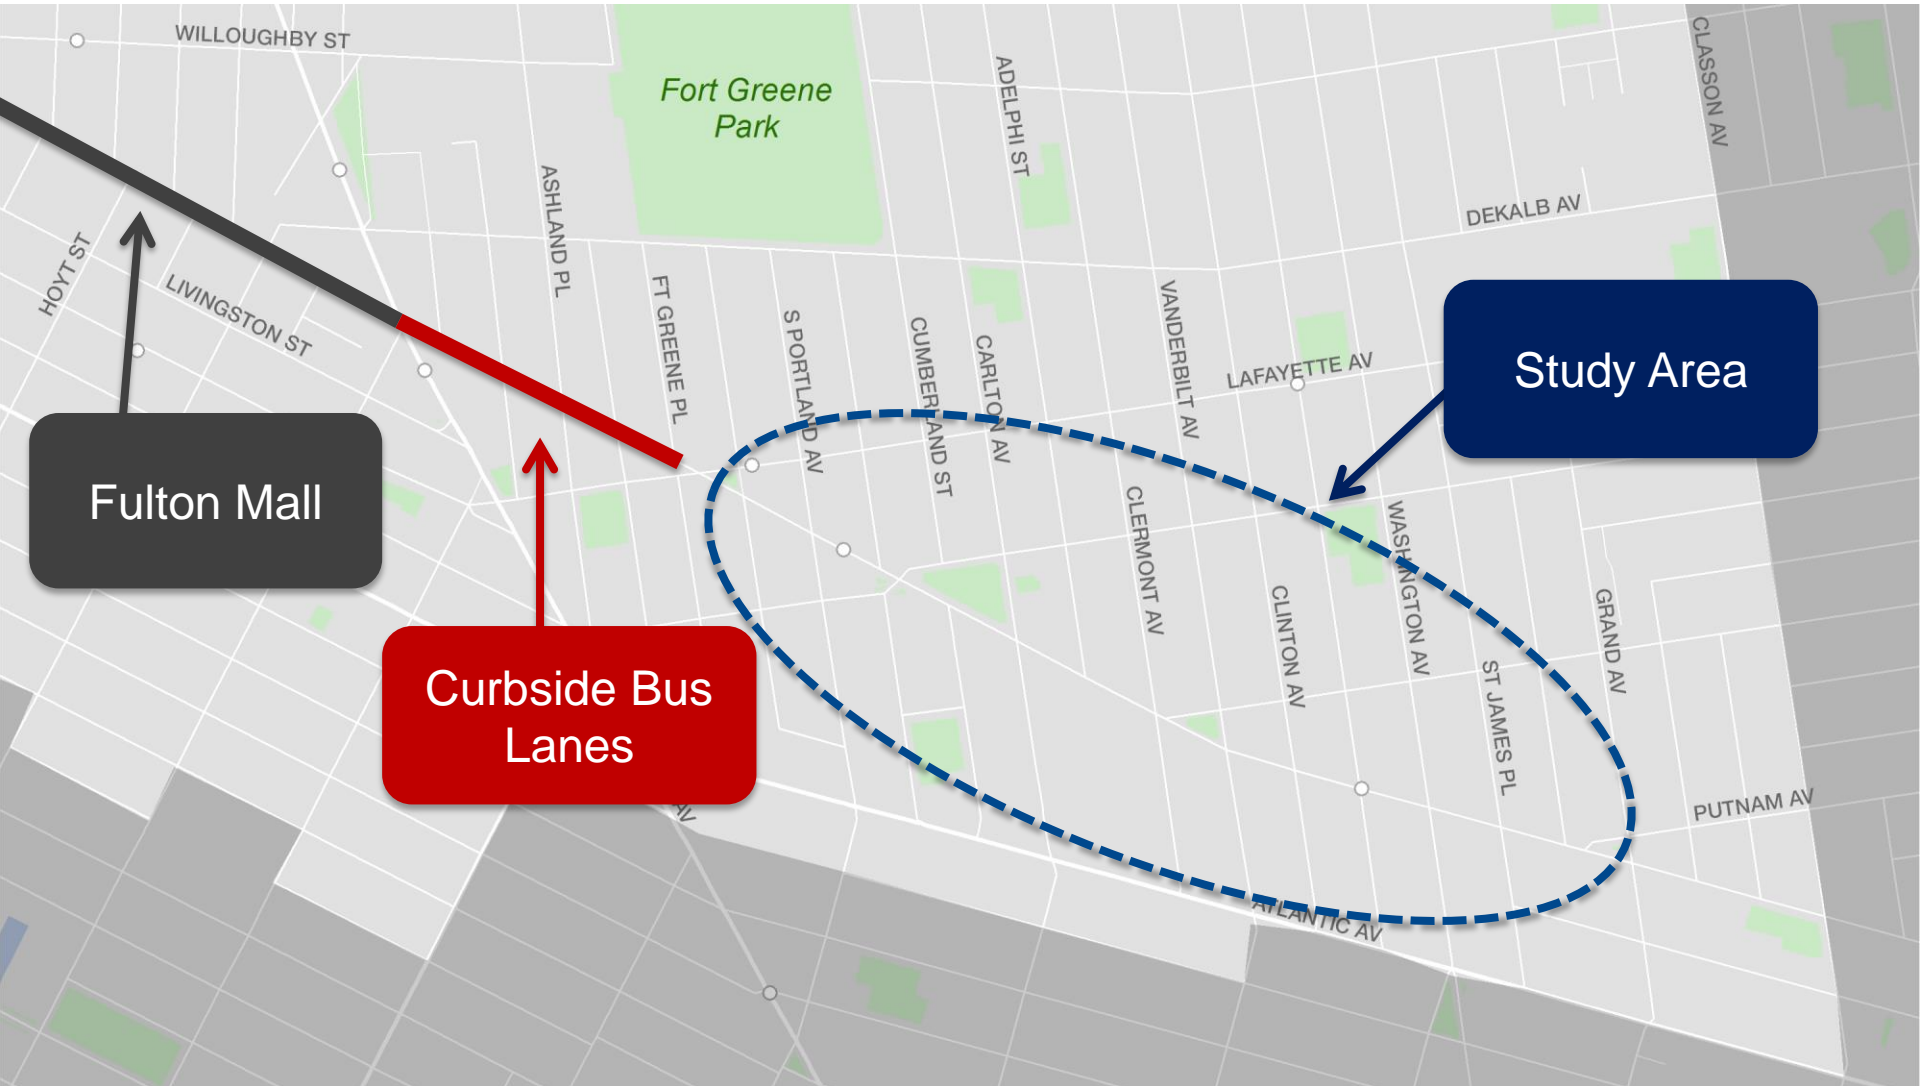 WILLOUGHBY ST
Fort Greene
Park
ADELPHI ST
CLASSON AV
ASHLAND PL
DEKALB AV
HOYT ST
LIVINGSTON ST
FT GREENE PL
S PORTLAND AV
CUMBERLAND ST
CARLTON AV
VANDERBILT AV
LAFAYETTE AV
Study Area
Fulton Mall
CLERMONT AV
WASHINGTON AV
CLINTON AV
GRAND AV
ST JAMES PL
Curbside Bus
Lanes
AV
PUTNAM AV
ATLANTIC AV